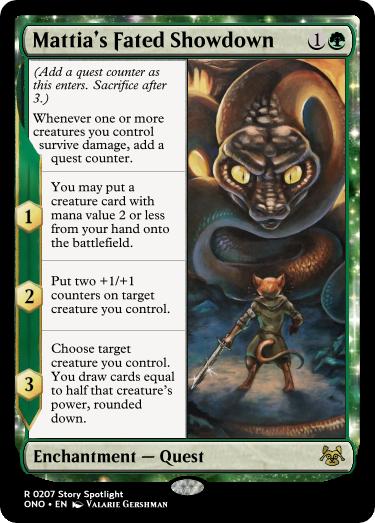 Mattia's Fated Showdown 1
(Add a quest counter as
this enters. Sacrifice after
3.)
Whenever one or more
creatures you control
survive damage, add a
quest counter.
1
You may put a
creature card with
mana value 2 or less
from your hand onto
the battlefield.
2
Put two +1/+1
counters on target
creature you control.
3
Choose target
creature you control.
You draw cards equal
to half that creature's
power, rounded
down.
Enchantment — Quest
R 0207 Story Spotlight
ONO • EN Valarie Gershman